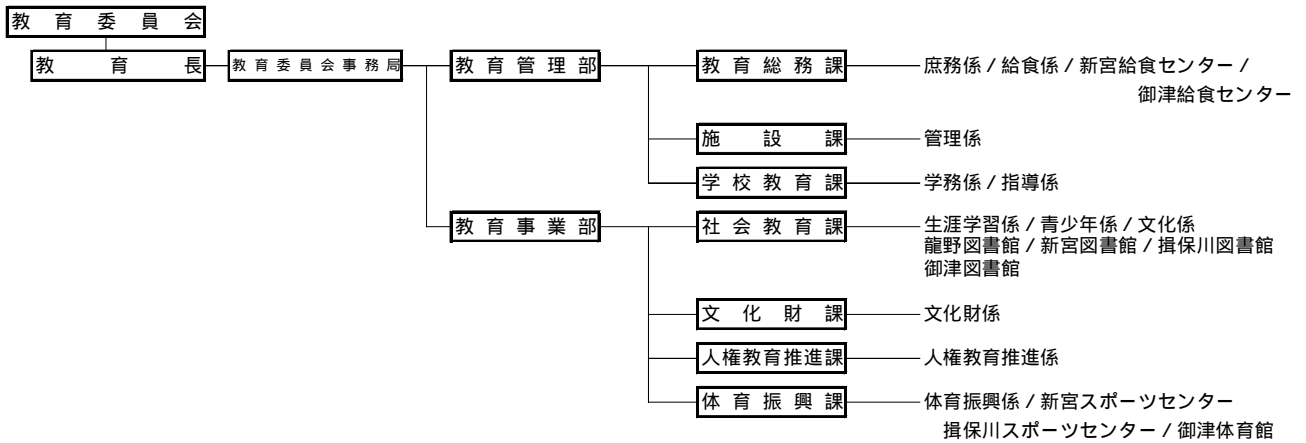 教育委員会
教育長 教育委員会事務局 教育管理部 教育総務課 庶務係 / 給食係 / 新宮給食センター /
御津給食センター
施設課 管理係
学校教育課 学務係 / 指導係
教育事業部 社会教育課 生涯学習係 / 青少年係 / 文化係
龍野図書館 / 新宮図書館 / 揖保川図書館
御津図書館
文化財課 文化財係
人権教育推進課 人権教育推進係
体育振興課 体育振興係 / 新宮スポーツセンター
揖保川スポーツセンター / 御津体育館